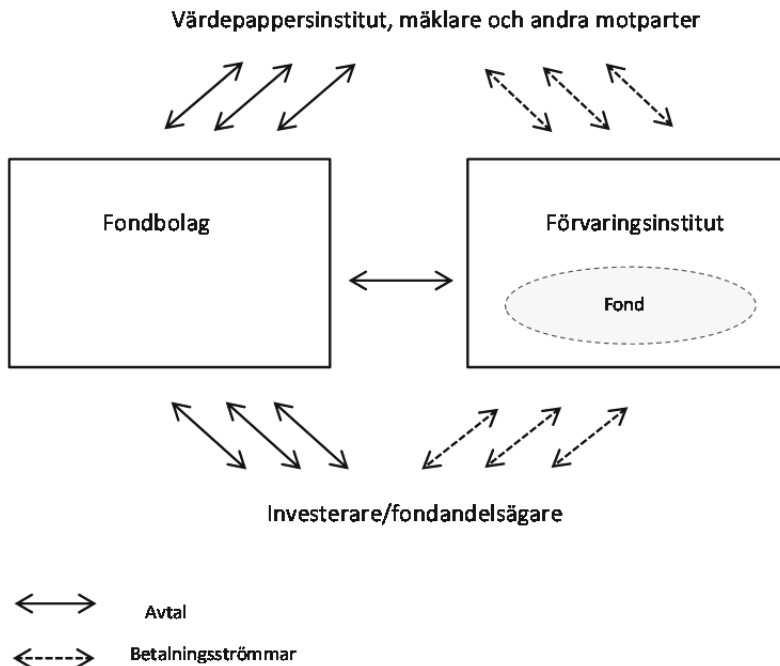 Värdepappersinstitut, mäklare och andra motparter
Fondbolag
Förvaringsinstitut
Fond
Investerare/fondandelsägare
Avtal
Betalningsströmmar